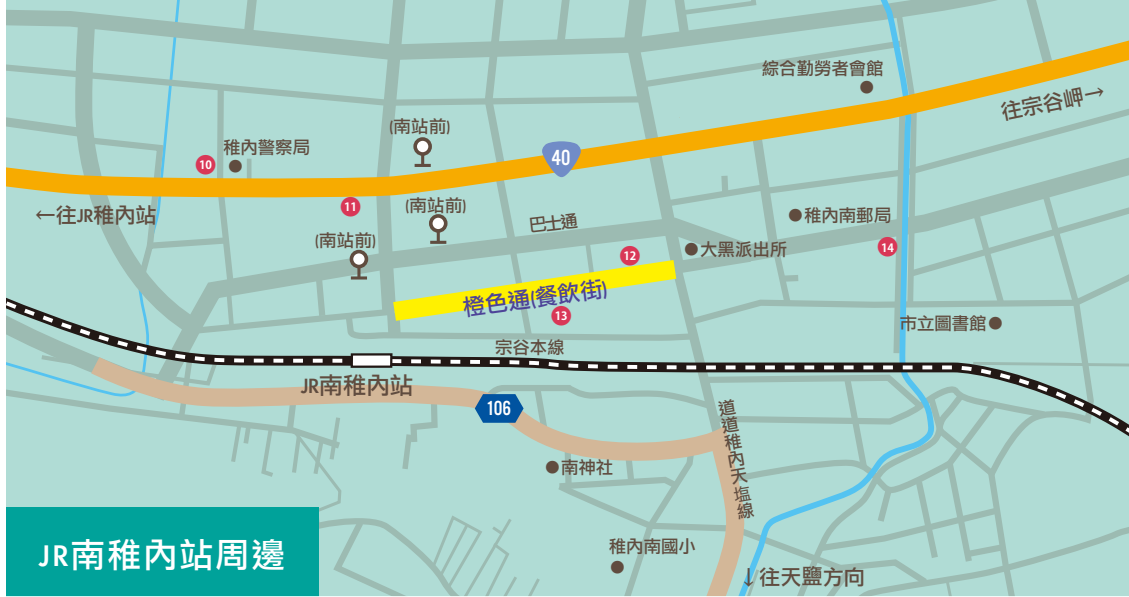 綜合勤勞者會館
往宗谷岬→
(南站前)
稚內警察局
10
40
←往JR稚內站
11
(南站前)
巴士通
稚內南郵局
(南站前)
12
大黑派出所
14
橙色通(餐飲街)
13
市立圖書館
宗谷本線
JR南稚內站
106
道道稚內天塩線
南神社
稚內南國小
↓往天鹽方向
JR南稚內站周邊